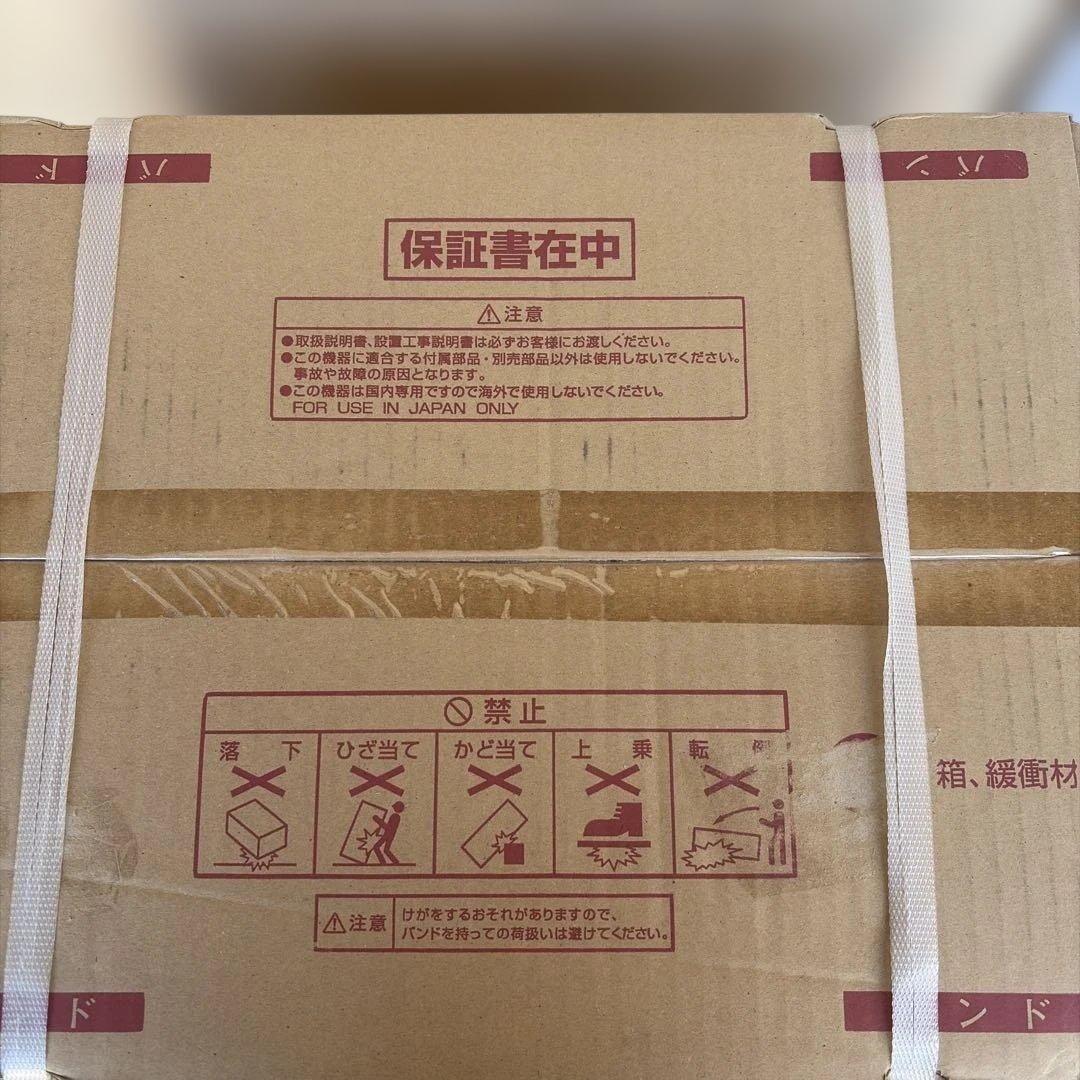 バ ド
バン
保証書在中
⚠注意
●取扱説明書、設置工事説明書は必ずお客様にお渡しください。
●この機器に適合する付属部品・別売部品以外は使用しないでください。
事故や故障の原因となります。
●この機器は国内専用ですので海外で使用しないでください。
FOR USE IN JAPAN ONLY
禁止
落下 ひざ当て かど当て 上乗 転倒
箱、緩衝材
⚠注意
けがをするおそれがありますので、
バンドを持っての荷扱いは避けてください。
ド
ンド